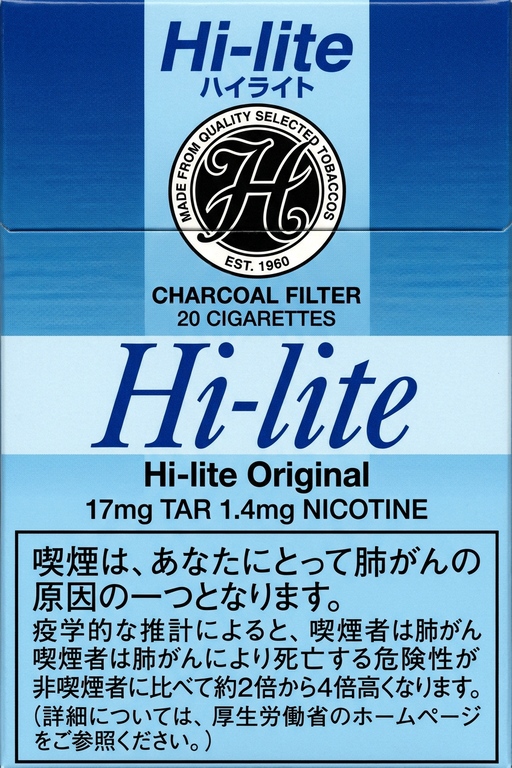 Hi-lite
ハイライト
MADE FROM QUALITY SELECTED TOBACCOS
H
EST. 1960
CHARCOAL FILTER
20 CIGARETTES
Hi-lite
Hi-lite Original
17mg TAR 1.4mg NICOTINE
喫煙は、あなたにとって肺がんの
原因の一つとなります。
疫学的な推計によると、喫煙者は肺がん
喫煙者は肺がんにより死亡する危険性が
非喫煙者に比べて約2倍から4倍高くなります。
（詳細については、厚生労働省のホームページ
をご参照ください。）